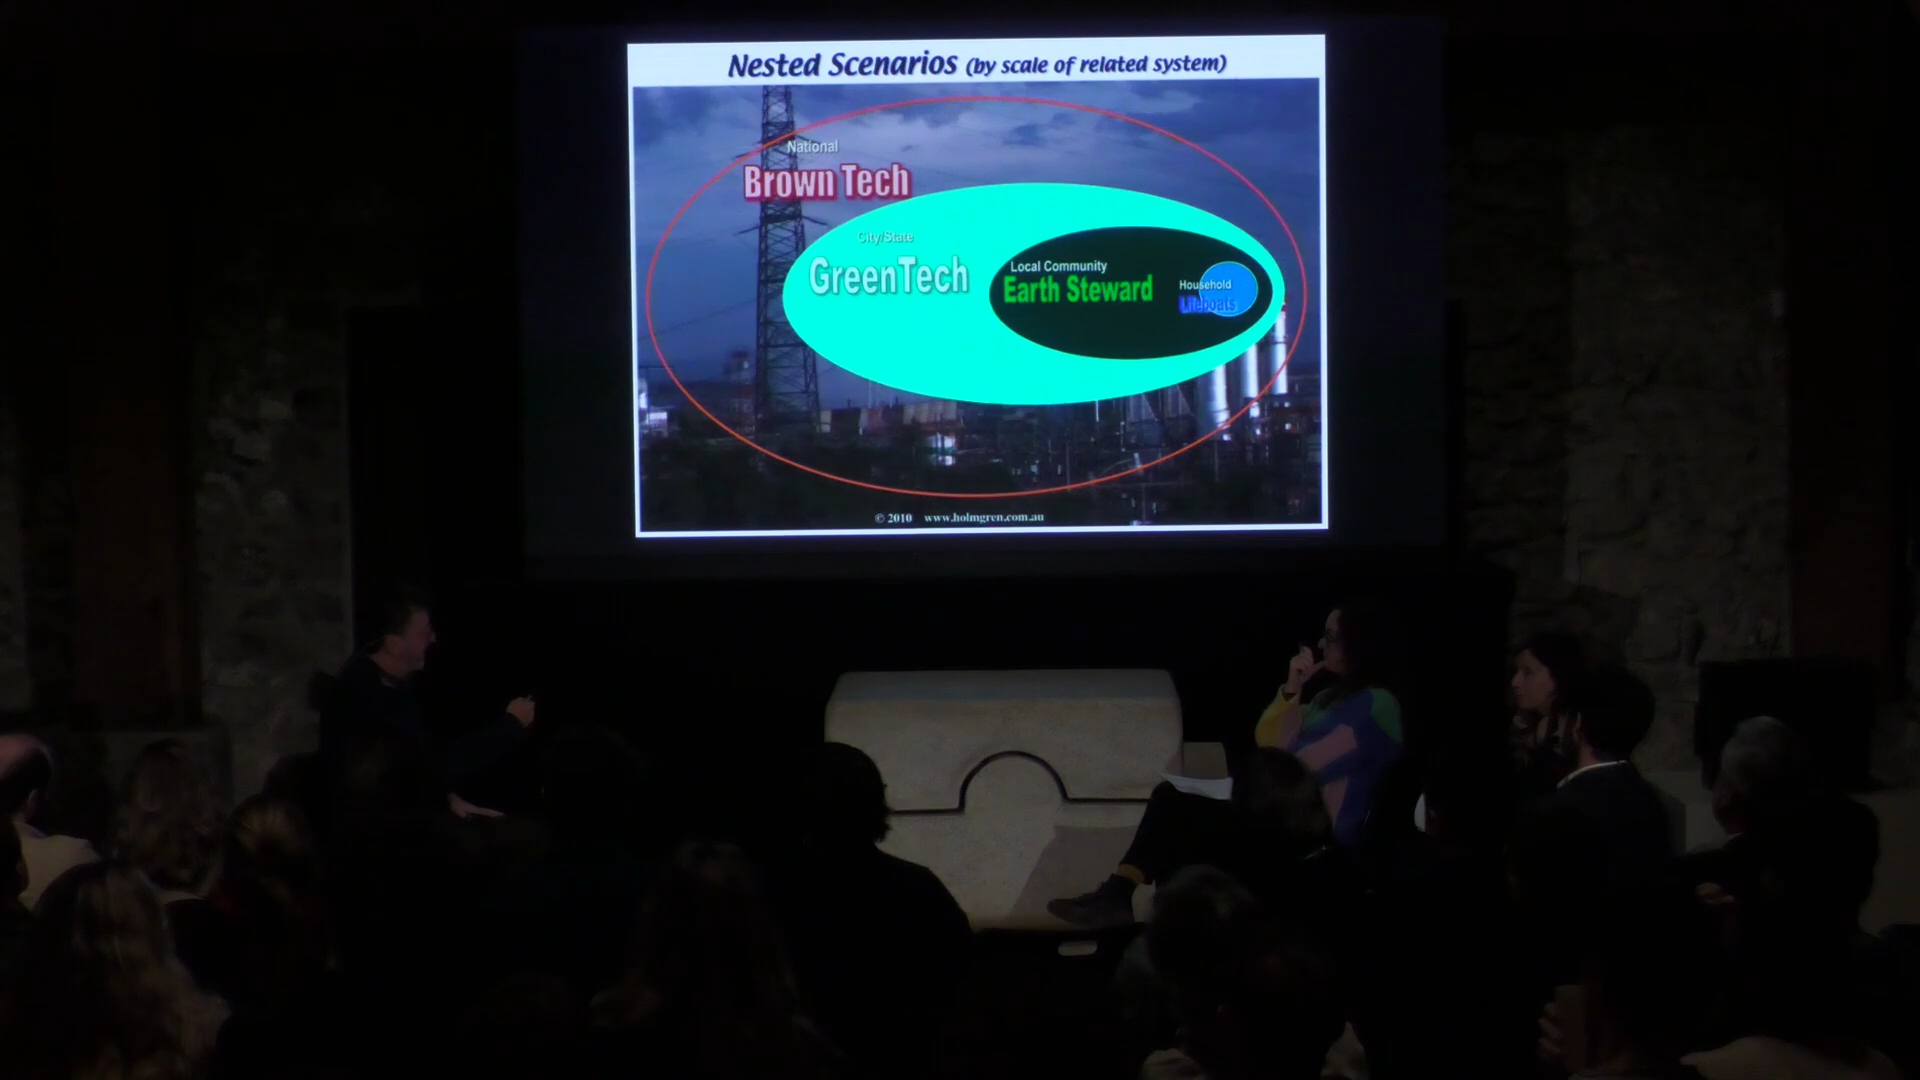 Nested Scenarios (by scale of related system)
National
Brown Tech
City/State
GreenTech
Local Community
Earth Steward
Household
Lifeboats
© 2010 www.holmgren.com.au